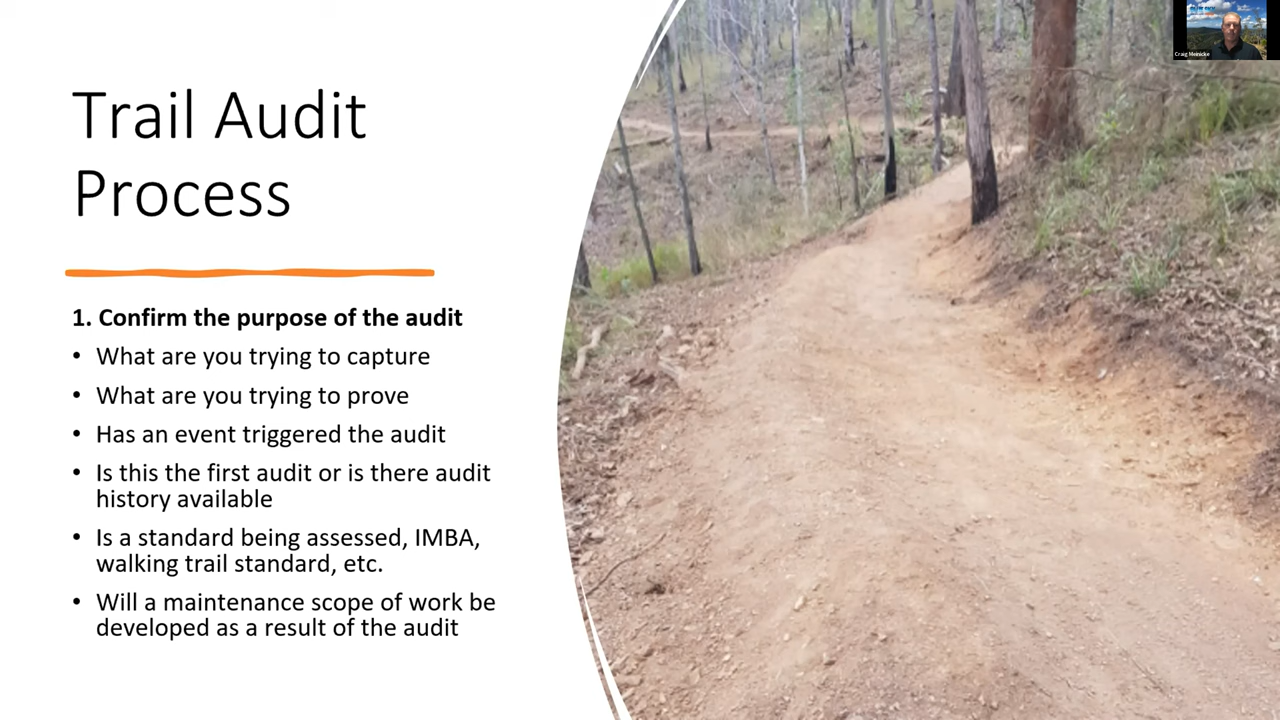 Trail Audit
Process
1. Confirm the purpose of the audit
• What are you trying to capture
• What are you trying to prove
• Has an event triggered the audit
• Is this the first audit or is there audit
history available
• Is a standard being assessed, IMBA,
walking trail standard, etc.
• Will a maintenance scope of work be
developed as a result of the audit
Craig Meinicke